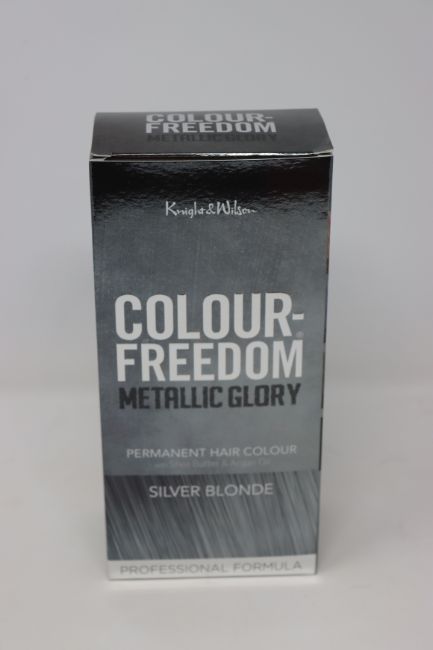 COLOUR-
FREEDOM
METALLIC GLORY
Knight & Wilson
COLOUR-
FREEDOM®
METALLIC GLORY
PERMANENT HAIR COLOUR
with Shea Butter & Argan Oil
SILVER BLONDE
PROFESSIONAL FORMULA